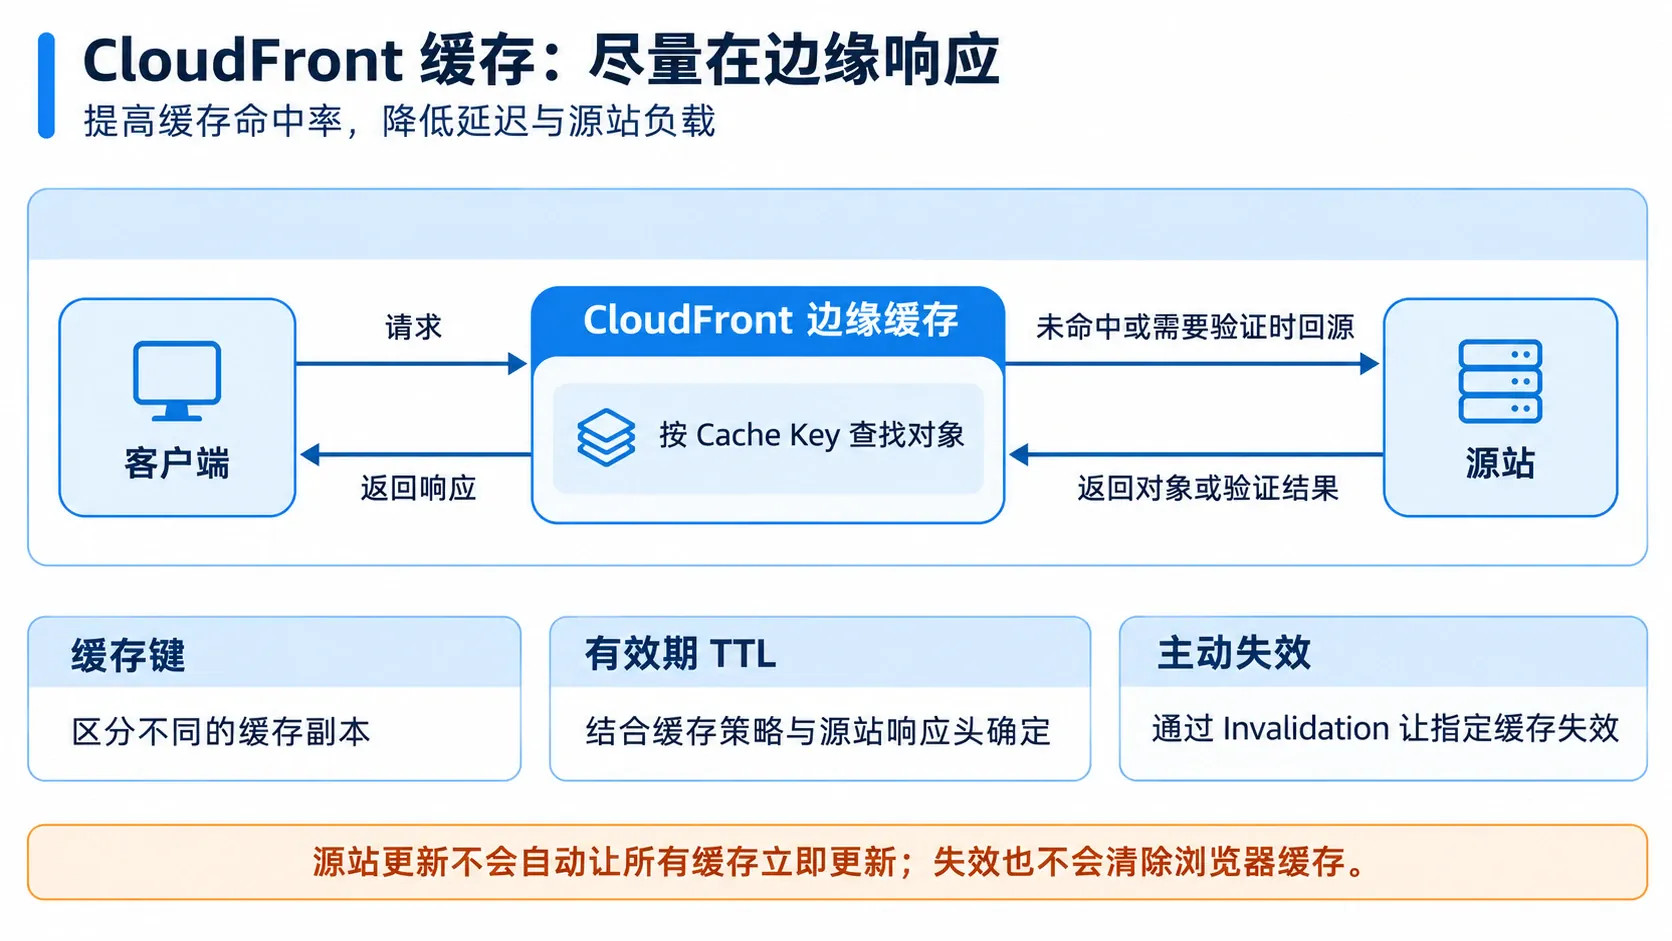 CloudFront 缓存：尽量在边缘响应
提高缓存命中率，降低延迟与源站负载
客户端
请求
返回响应
CloudFront 边缘缓存
按 Cache Key 查找对象
未命中或需要验证时回源
返回对象或验证结果
源站
缓存键
区分不同的缓存副本
有效期 TTL
结合缓存策略与源站响应头确定
主动失效
通过 Invalidation 让指定缓存失效
源站更新不会自动让所有缓存立即更新；失效也不会清除浏览器缓存。